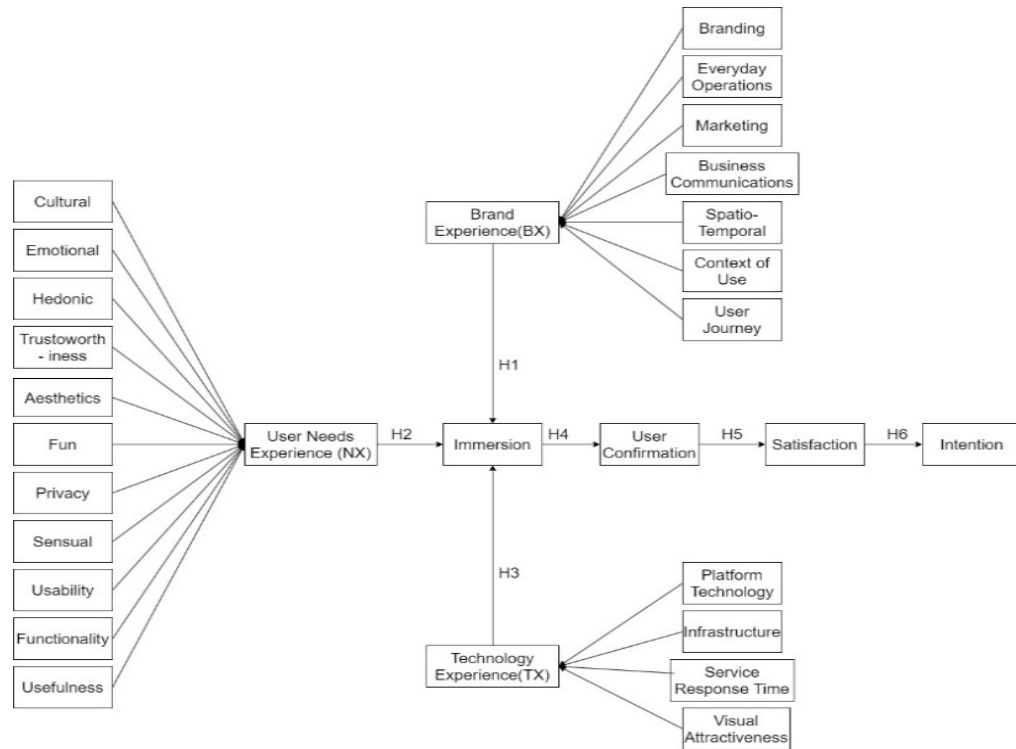 Branding
Everyday
Operations
Marketing
Business
Communications
Spatio-
Temporal
Context of
Use
User
Journey
Brand
Experience(BX)
H1
Cultural
Emotional
Hedonic
Trustoworth
- iness
Aesthetics
Fun
Privacy
Sensual
Usability
Functionality
Usefulness
User Needs
Experience (NX)
H2
Immersion
H4
User
Confirmation
H5
Satisfaction
H6
Intention
H3
Technology
Experience(TX)
Platform
Technology
Infrastructure
Service
Response Time
Visual
Attractiveness